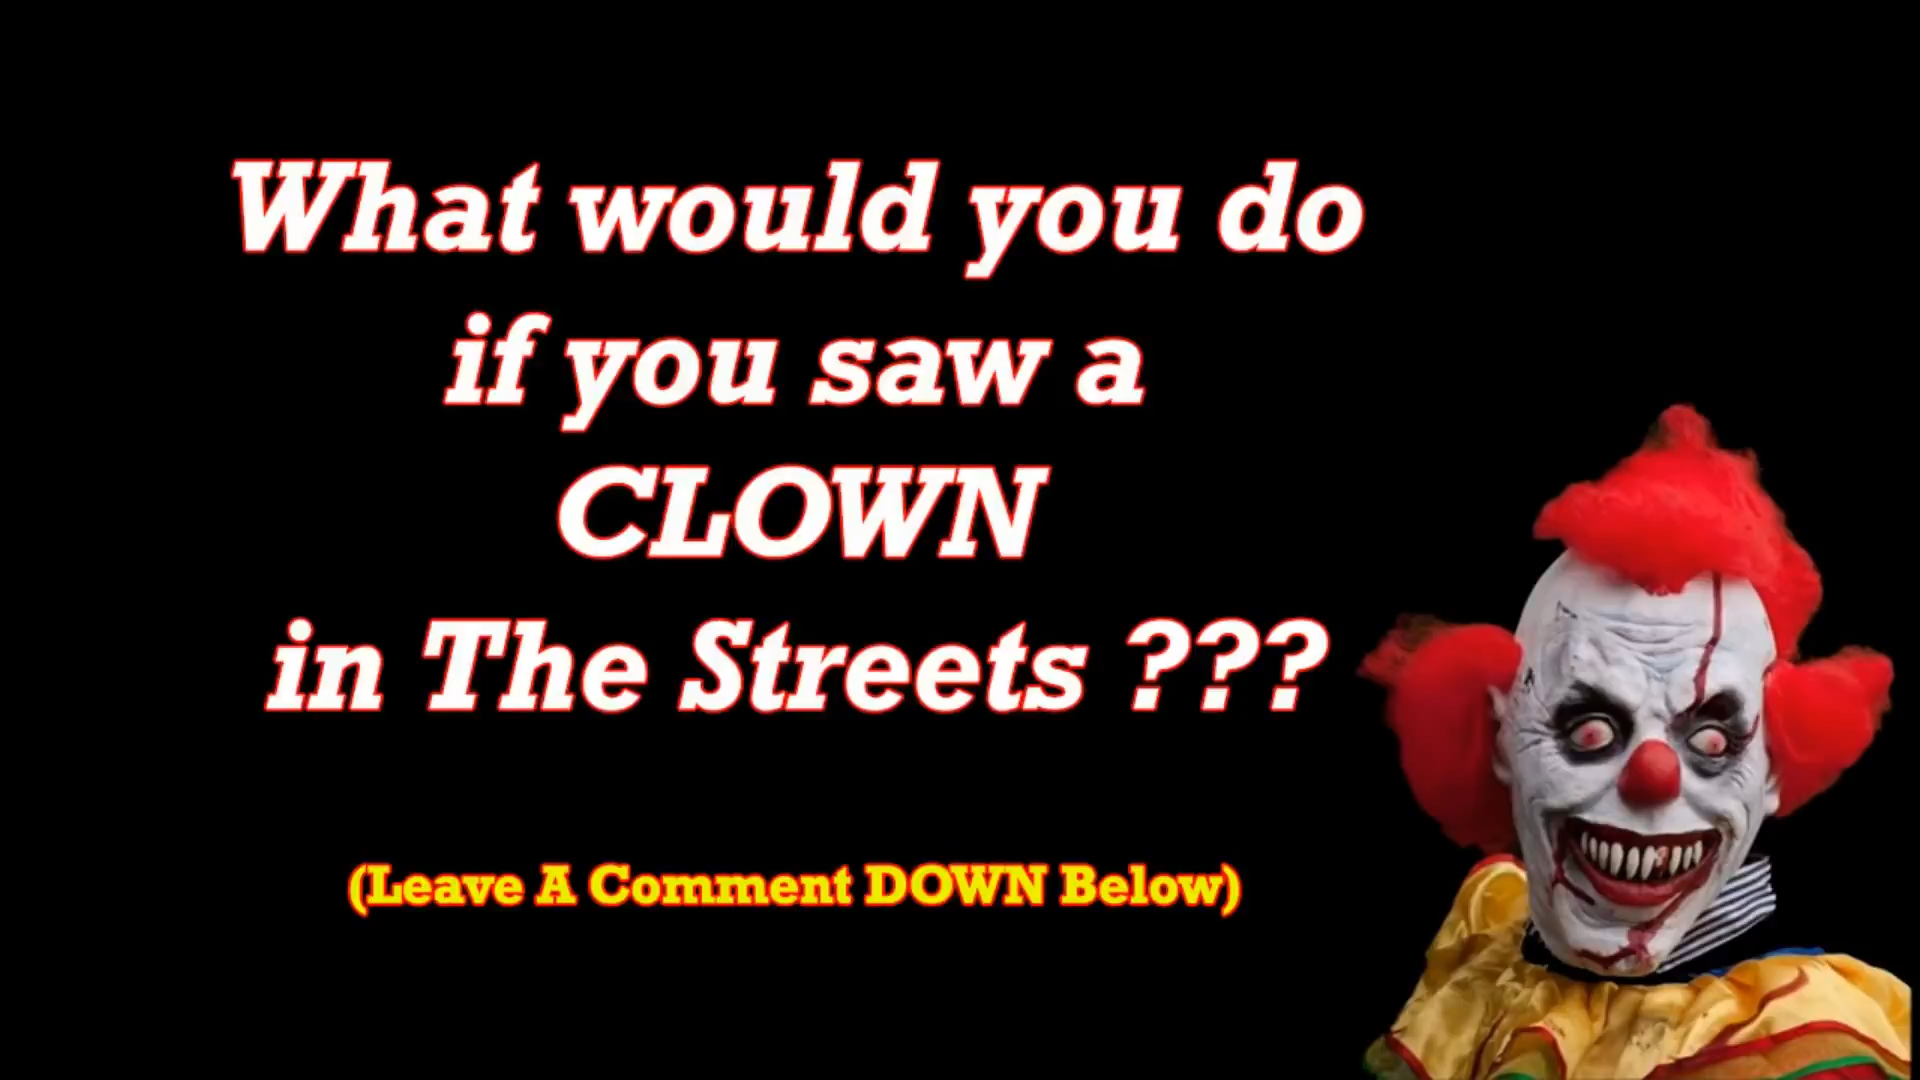 What would you do
if you saw a
CLOWN
in The Streets ???
(Leave A Comment DOWN Below)